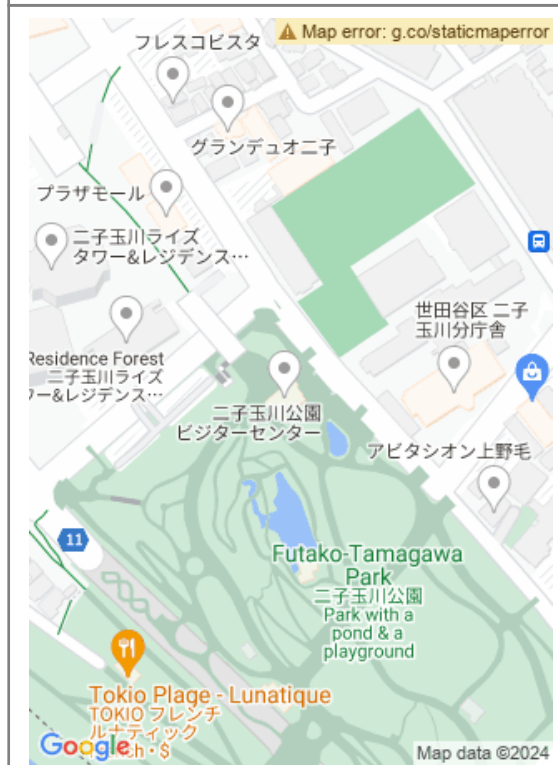 Map error: g.co/staticmaperror
フレスコビスタ
グランデュオ二子
プラザモール
二子玉川ライズ
タワー&レジデンス…
世田谷区 二子
玉川分庁舎
Residence Forest
二子玉川ライズ
ワー&レジデンス…
二子玉川公園
ビジターセンター
アビタシオン上野毛
11
Futako-Tamagawa
Park
二子玉川公園
Park with a
pond & a
playground
Tokio Plage - Lunatique
TOKIO フレンチ
ルナティック
$
Google
Map data ©2024